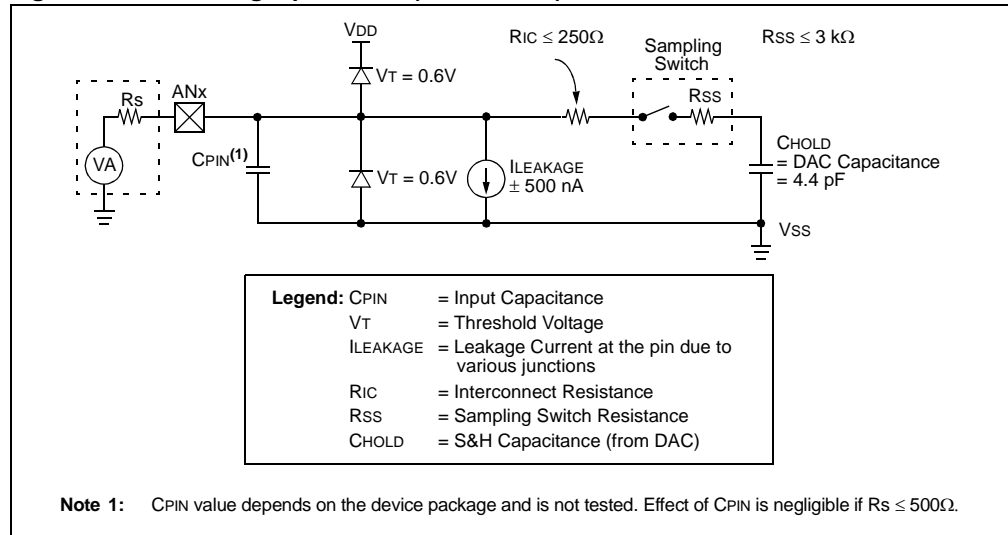 VDD
RIC ≤ 250Ω
Sampling
Switch
RSS ≤ 3 kΩ
VT = 0.6V
Rs
ANx
RSS
CPIN(1)
VA
VT = 0.6V
ILEAKAGE
± 500 nA
CHOLD
= DAC Capacitance
= 4.4 pF
VSS
Legend: CPIN = Input Capacitance
VT = Threshold Voltage
ILEAKAGE = Leakage Current at the pin due to
various junctions
RIC = Interconnect Resistance
RSS = Sampling Switch Resistance
CHOLD = S&H Capacitance (from DAC)
Note 1: CPIN value depends on the device package and is not tested. Effect of CPIN is negligible if Rs ≤ 500Ω.